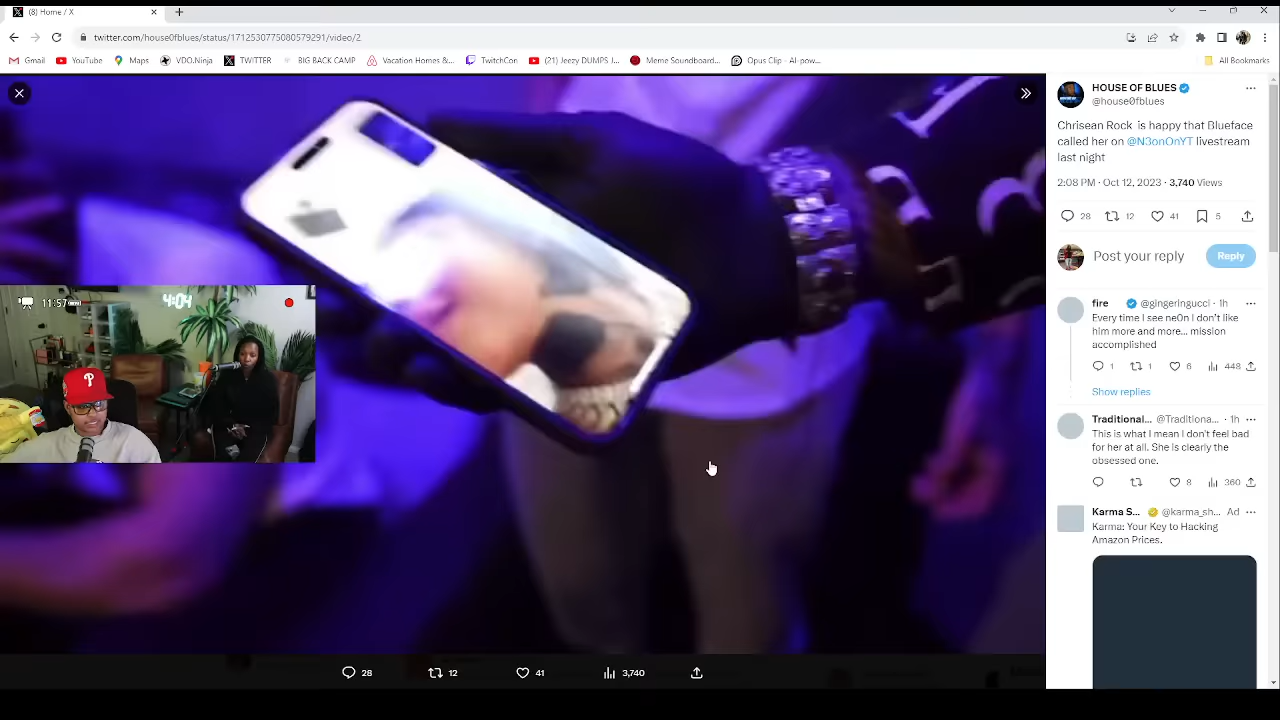 (8) Home / X
twitter.com/house0fblues/status/1712530775080579291/video/2
Gmail
YouTube
Maps
VDO.Ninja
TWITTER
BIG BACK CAMP
Vacation Homes &...
TwitchCon
(21) Jeezy DUMPS J...
Meme Soundboard...
Opus Clip - AI-pow...
All Bookmarks
HOUSE OF BLUES
@house0fblues
Chrisean Rock is happy that Blueface
called her on @N3onOnYT livestream
last night
2:08 PM · Oct 12, 2023 · 3,740 Views
28
12
41
5
Post your reply
Reply
fire @gingeringucci · 1h
Every time I see ne0n I don't like
him more and more... mission
accomplished
1
1
6
448
Show replies
Traditional... @Traditiona... · 1h
This is what I mean I don't feel bad
for her at all. She is clearly the
obsessed one.
8
360
Karma S... @karma_sh... Ad
Karma: Your Key to Hacking
Amazon Prices.
11:57
4:04
P
28
12
41
3,740